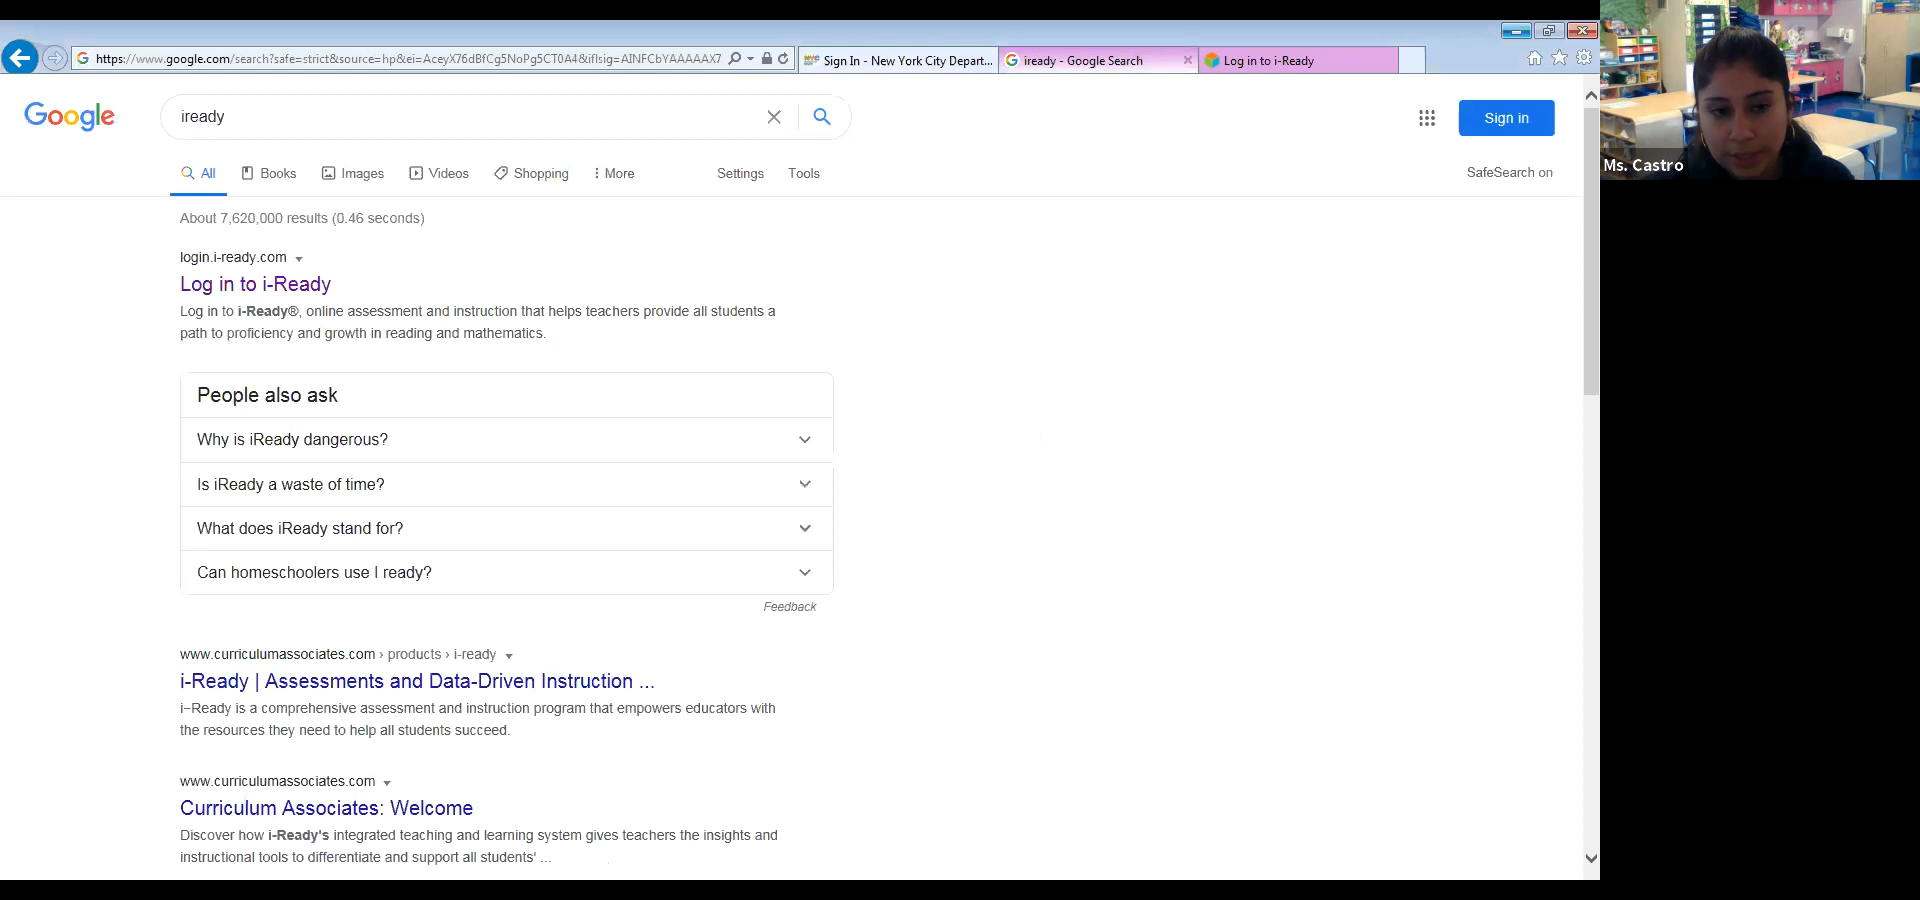 https://www.google.com/search?safe=strict&source=hp&ei=AceyX76dBfCg5NoPg5CT0A4&iflsig=AINFCbYAAAAAX7
Sign In - New York City Depart...
iready - Google Search
Log in to i-Ready
Google
iready
Sign in
All
Books
Images
Videos
Shopping
More
Settings
Tools
SafeSearch on
About 7,620,000 results (0.46 seconds)
login.i-ready.com
Log in to i-Ready
Log in to i-Ready®, online assessment and instruction that helps teachers provide all students a
path to proficiency and growth in reading and mathematics.
People also ask
Why is iReady dangerous?
Is iReady a waste of time?
What does iReady stand for?
Can homeschoolers use I ready?
Feedback
www.curriculumassociates.com › products › i-ready
i-Ready | Assessments and Data-Driven Instruction ...
i−Ready is a comprehensive assessment and instruction program that empowers educators with
the resources they need to help all students succeed.
www.curriculumassociates.com
Curriculum Associates: Welcome
Discover how i-Ready's integrated teaching and learning system gives teachers the insights and
instructional tools to differentiate and support all students' ...
Ms. Castro